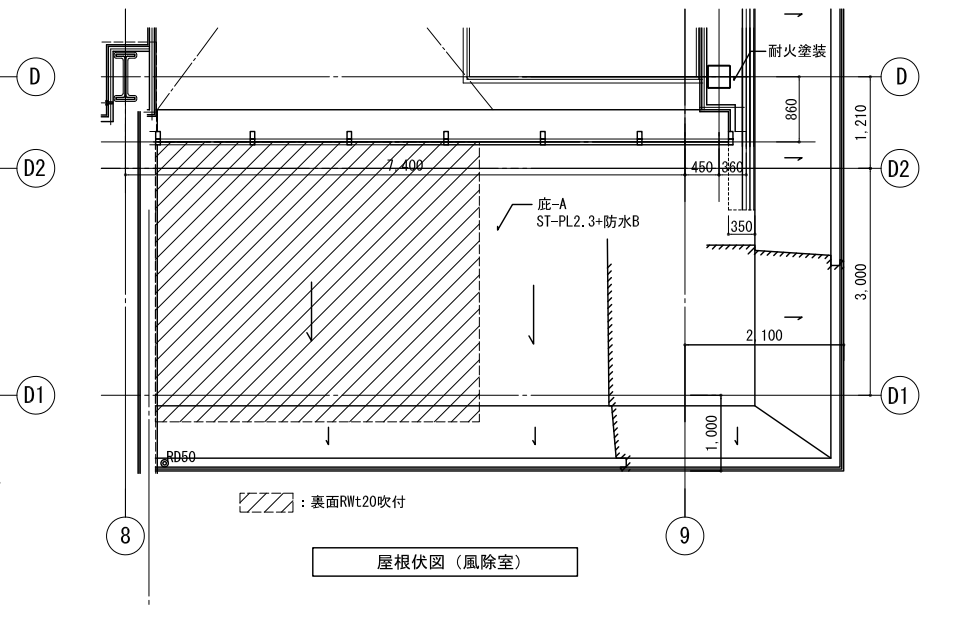 耐火塗装
D
D
860
1,210
D2
7,400
450
360
D2
庇-A
ST-PL2.3+防水B
350
3,000
2,100
D1
D1
1,000
RD50
：裏面RWt20吹付
8
9
屋根伏図（風除室）